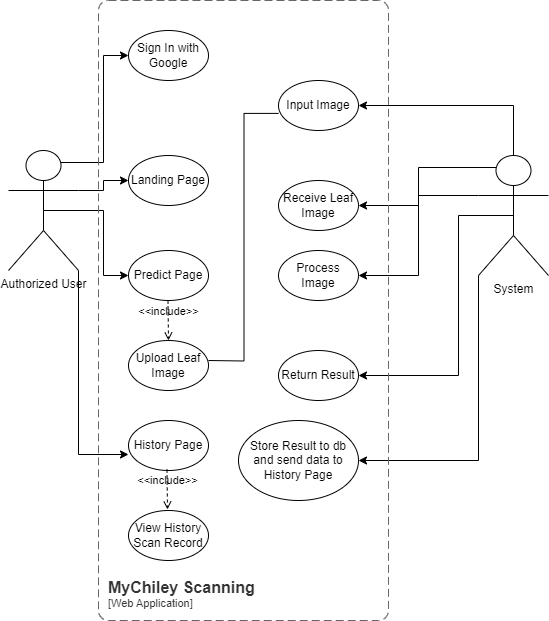 Sign In with
Google
Input Image
Landing Page
Receive Leaf
Image
Authorized User
Predict Page
Process
Image
System
<<include>>
Upload Leaf
Image
Return Result
History Page
Store Result to db
and send data to
History Page
<<include>>
View History
Scan Record
MyChiley Scanning
[Web Application]